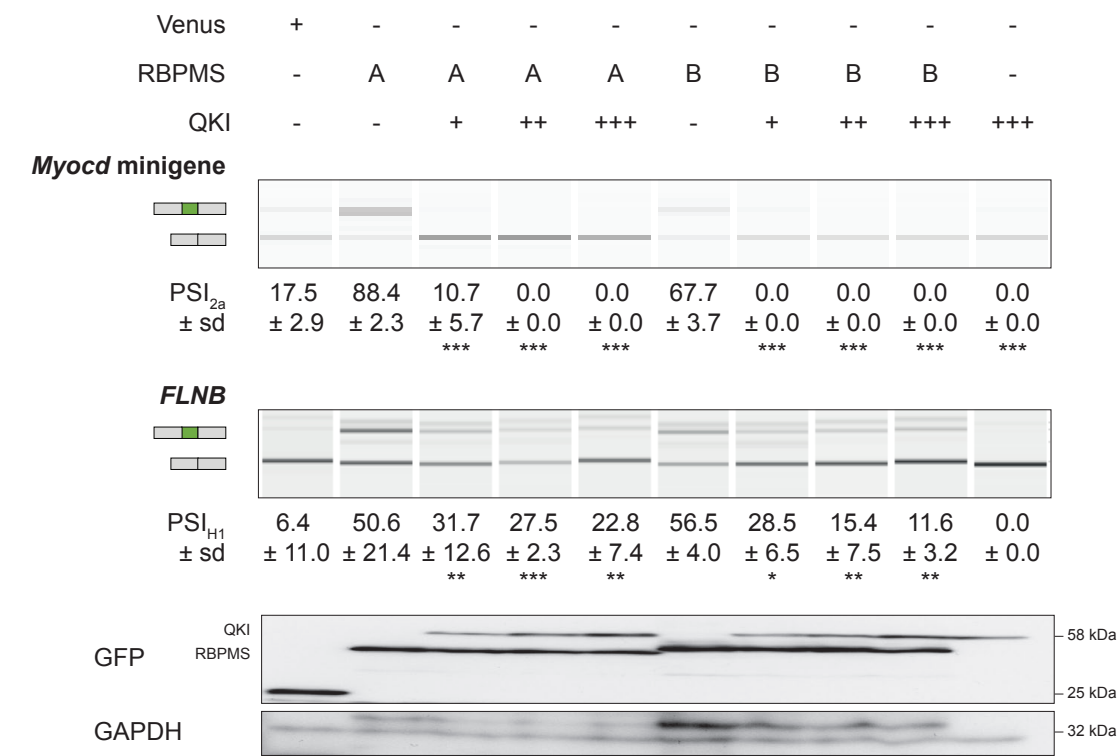 Venus + - - - - - - - - -
RBPMS - A A A A B B B B -
QKI - - + ++ +++ - + ++ +++ +++
Myocd minigene
PSI2a 17.5 88.4 10.7 0.0 0.0 67.7 0.0 0.0 0.0 0.0
± sd ± 2.9 ± 2.3 ± 5.7 ± 0.0 ± 0.0 ± 3.7 ± 0.0 ± 0.0 ± 0.0 ± 0.0
*** *** *** *** *** *** ***
FLNB
PSIH1 6.4 50.6 31.7 27.5 22.8 56.5 28.5 15.4 11.6 0.0
± sd ± 11.0 ± 21.4 ± 12.6 ± 2.3 ± 7.4 ± 4.0 ± 6.5 ± 7.5 ± 3.2 ± 0.0
** *** ** * ** **
QKI 58 kDa
GFP RBPMS
25 kDa
GAPDH 32 kDa